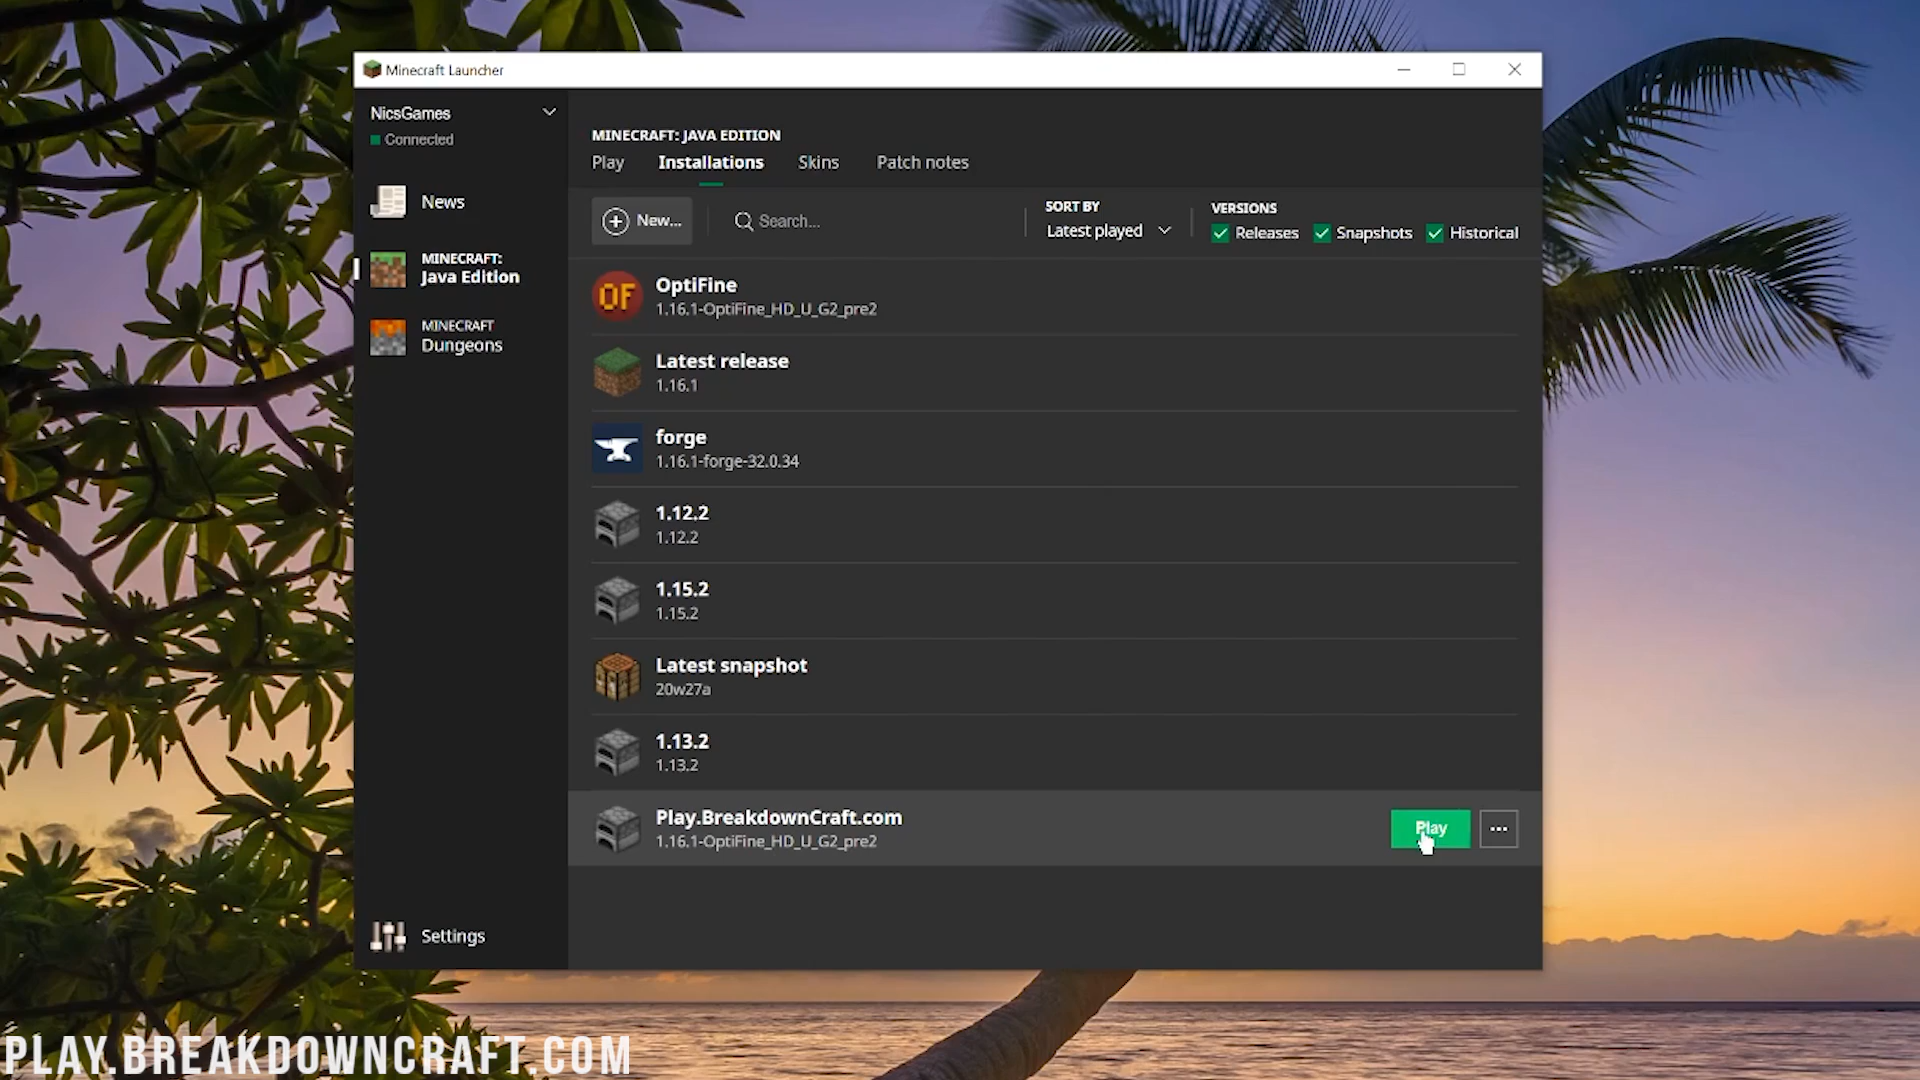 Minecraft Launcher
NicsGames
Connected
News
MINECRAFT:
Java Edition
MINECRAFT
Dungeons
Settings
MINECRAFT: JAVA EDITION
Play Installations Skins Patch notes
New...
Search...
SORT BY
Latest played
VERSIONS
Releases Snapshots Historical
OF
OptiFine
1.16.1-OptiFine_HD_U_G2_pre2
Latest release
1.16.1
forge
1.16.1-forge-32.0.34
1.12.2
1.12.2
1.15.2
1.15.2
Latest snapshot
20w27a
1.13.2
1.13.2
Play.BreakdownCraft.com
1.16.1-OptiFine_HD_U_G2_pre2
Play
...
PLAY.BREAKDOWNCRAFT.COM